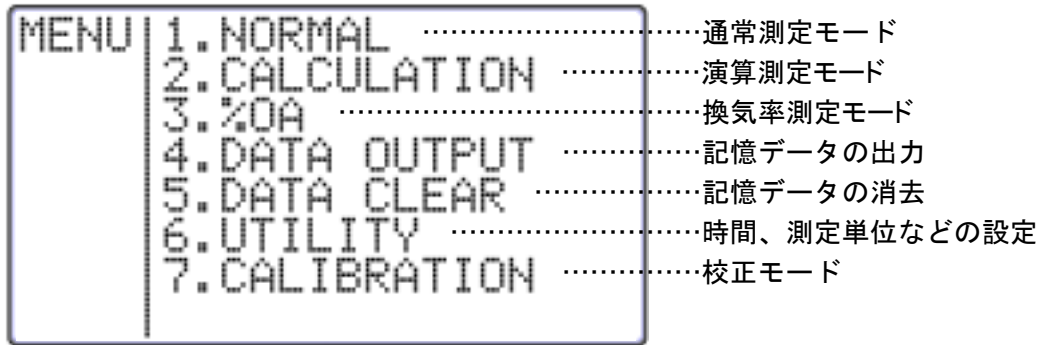 MENU 1.NORMAL ……………………通常測定モード
2.CALCULATION ……………演算測定モード
3.%OA ……………………………換気率測定モード
4.DATA OUTPUT ……………記憶データの出力
5.DATA CLEAR ………………記憶データの消去
6.UTILITY ……………………時間、測定単位などの設定
7.CALIBRATION ……………校正モード